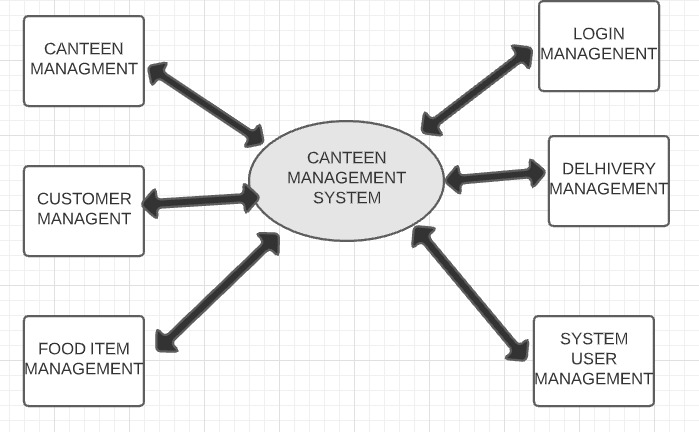 CANTEEN
MANAGMENT
LOGIN
MANAGENENT
CANTEEN
MANAGEMENT
SYSTEM
CUSTOMER
MANAGENT
DELHIVERY
MANAGEMENT
FOOD ITEM
MANAGEMENT
SYSTEM
USER
MANAGEMENT